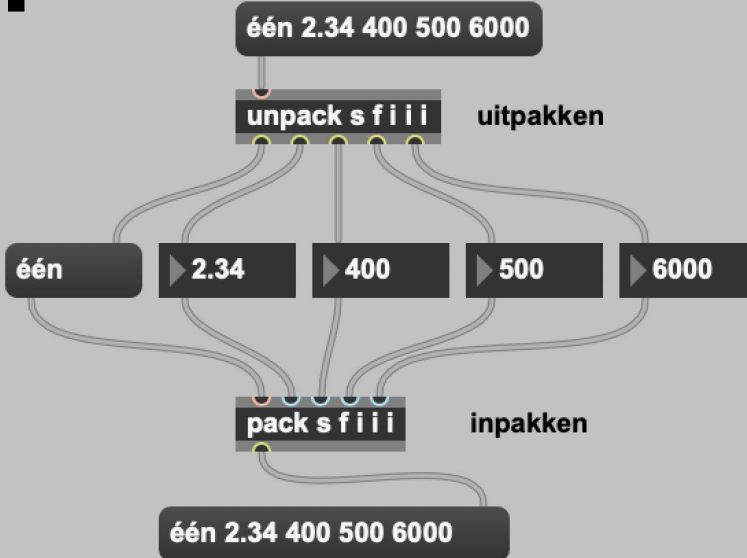 één 2.34 400 500 6000
unpack s f i i i
uitpakken
één
2.34
400
500
6000
pack s f i i i
inpakken
één 2.34 400 500 6000